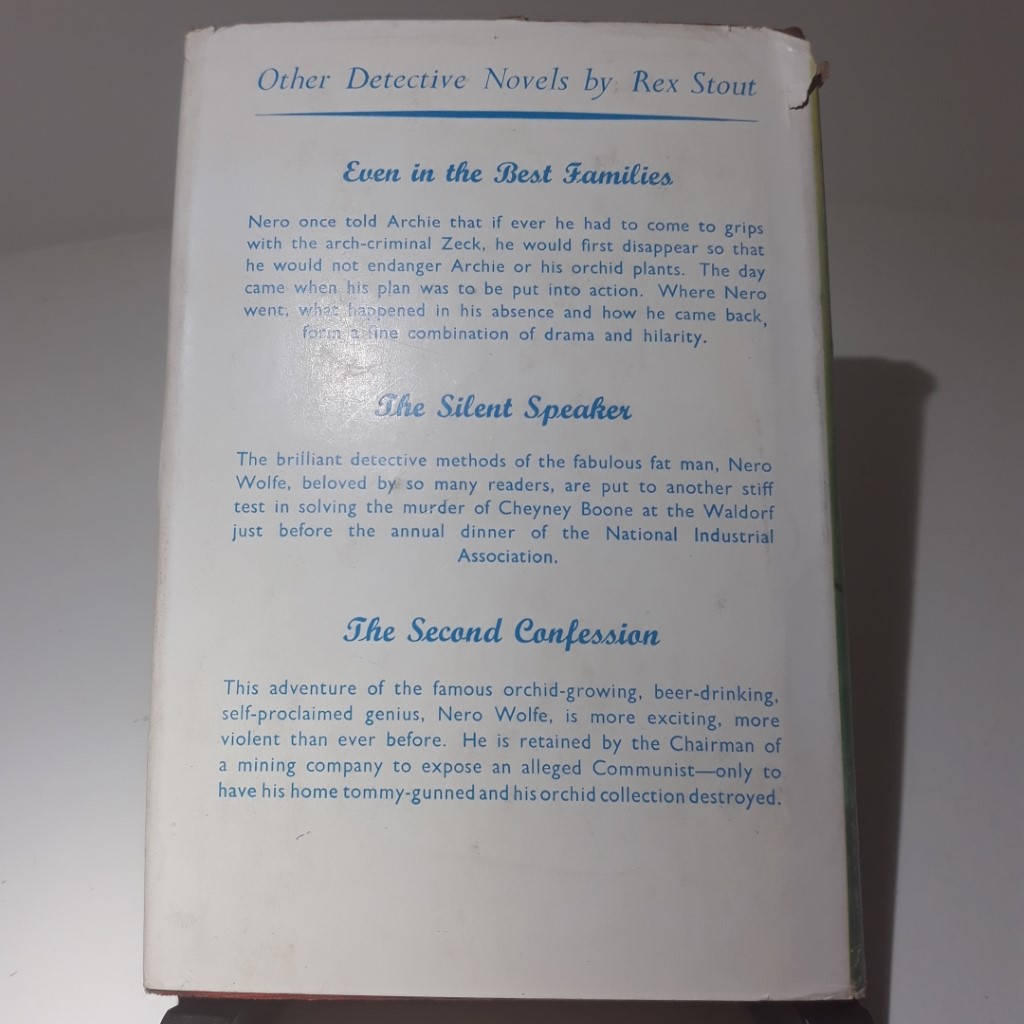 Other Detective Novels by Rex Stout
Even in the Best Families
Nero once told Archie that if ever he had to come to grips
with the arch-criminal Zeck, he would first disappear so that
he would not endanger Archie or his orchid plants. The day
came when his plan was to be put into action. Where Nero
went, what happened in his absence and how he came back,
form a fine combination of drama and hilarity.
The Silent Speaker
The brilliant detective methods of the fabulous fat man, Nero
Wolfe, beloved by so many readers, are put to another stiff
test in solving the murder of Cheyney Boone at the Waldorf
just before the annual dinner of the National Industrial
Association.
The Second Confession
This adventure of the famous orchid-growing, beer-drinking,
self-proclaimed genius, Nero Wolfe, is more exciting, more
violent than ever before. He is retained by the Chairman of
a mining company to expose an alleged Communist—only to
have his home tommy-gunned and his orchid collection destroyed.